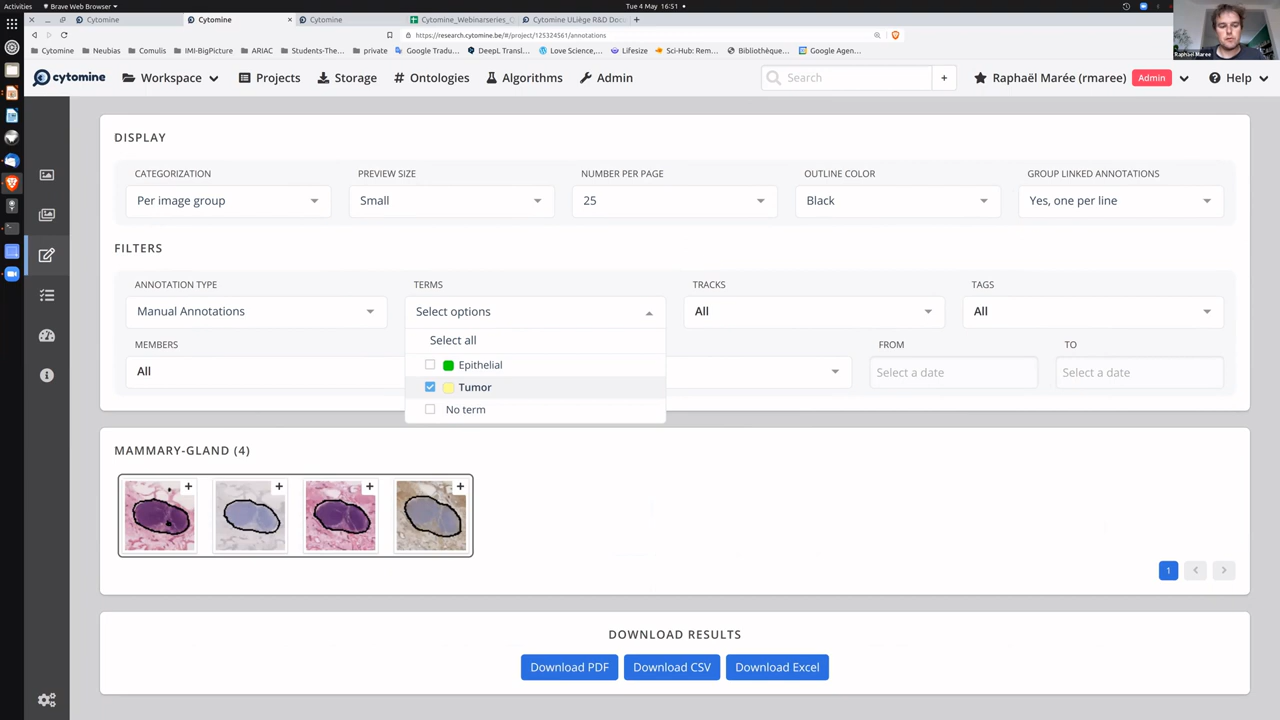 Activities
Brave Web Browser
Tue 4 May 16:51
Cytomine
Cytomine
Cytomine
Cytomine_Webinarseries_
Cytomine ULiège R&D Doc
https://research.cytomine.be/#/project/125324561/annotations
Cytomine
Neubias
Comulis
IMI-BigPicture
ARIAC
Students-The...
private
Google Tradu...
DeepL Transl...
Love Science,...
Lifesize
Sci-Hub: Rem...
Bibliothèque...
Google Agen...
Raphaël Marée
cytomine
Workspace
Projects
Storage
Ontologies
Algorithms
Admin
Search
+
Raphaël Marée (rmaree)
Admin
Help
DISPLAY
CATEGORIZATION
PREVIEW SIZE
NUMBER PER PAGE
OUTLINE COLOR
GROUP LINKED ANNOTATIONS
Per image group
Small
25
Black
Yes, one per line
FILTERS
ANNOTATION TYPE
TERMS
TRACKS
TAGS
Manual Annotations
Select options
All
All
Select all
MEMBERS
FROM
TO
Epithelial
All
Select a date
Select a date
Tumor
No term
MAMMARY-GLAND (4)
+
+
+
+
1
DOWNLOAD RESULTS
Download PDF
Download CSV
Download Excel